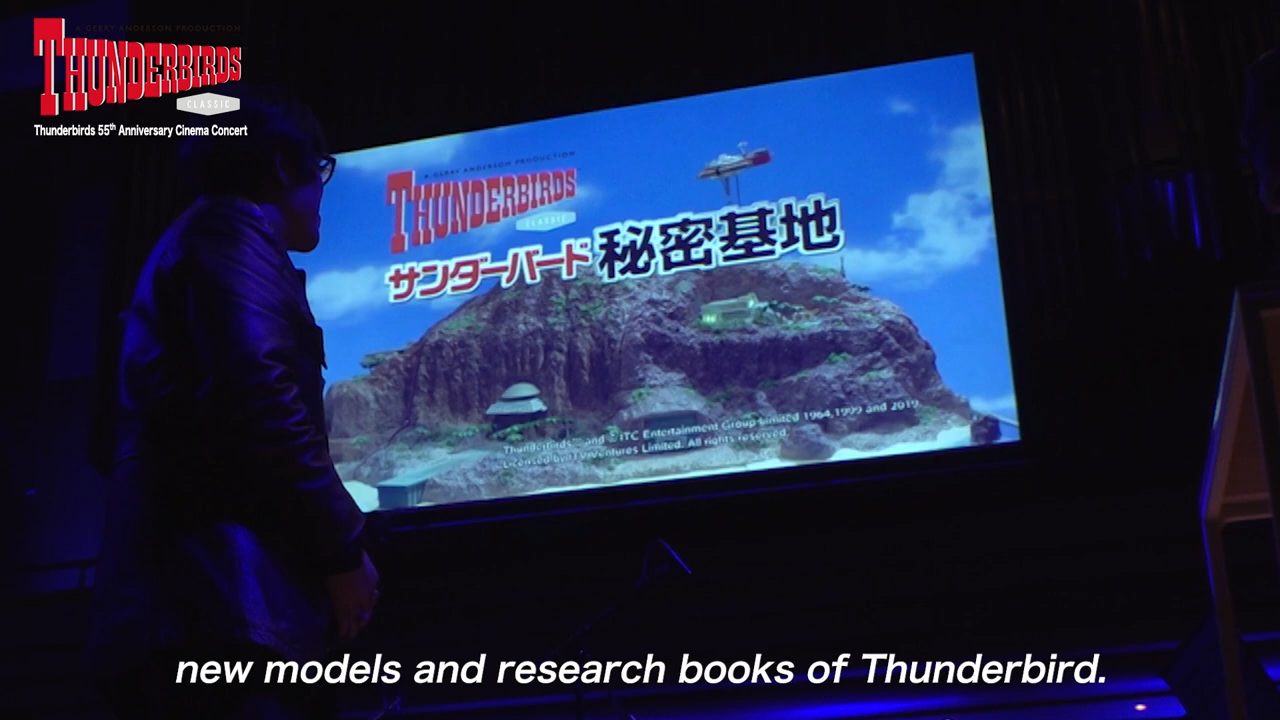 A GERRY ANDERSON PRODUCTION
THUNDERBIRDS
CLASSIC
Thunderbirds 55th Anniversary Cinema Concert
A GERRY ANDERSON PRODUCTION
THUNDERBIRDS
CLASSIC
サンダーバード秘密基地
Thunderbirds™ and © ITC Entertainment Group Limited 1964,1999 and 2019.
Licensed by ITV Ventures Limited. All rights reserved.
new models and research books of Thunderbird.